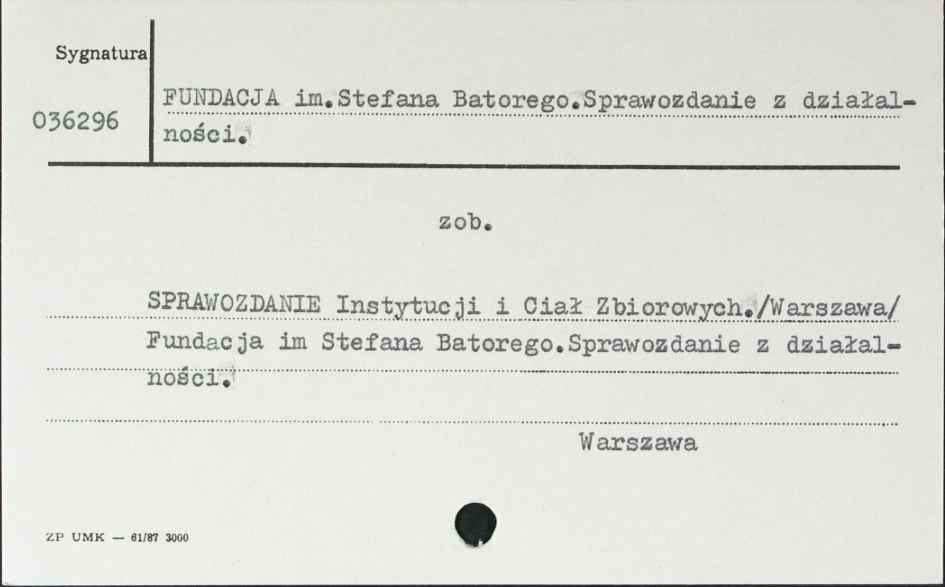 Sygnatura
036296
FUNDACJA im.Stefana Batorego.Sprawozdanie z działal-
ności.
zob.
SPRAWOZDANIE Instytucji i Ciał Zbiorowych./Warszawa/
Fundacja im Stefana Batorego.Sprawozdanie z działal-
ności.
Warszawa
ZP UMK — 61/87 3000